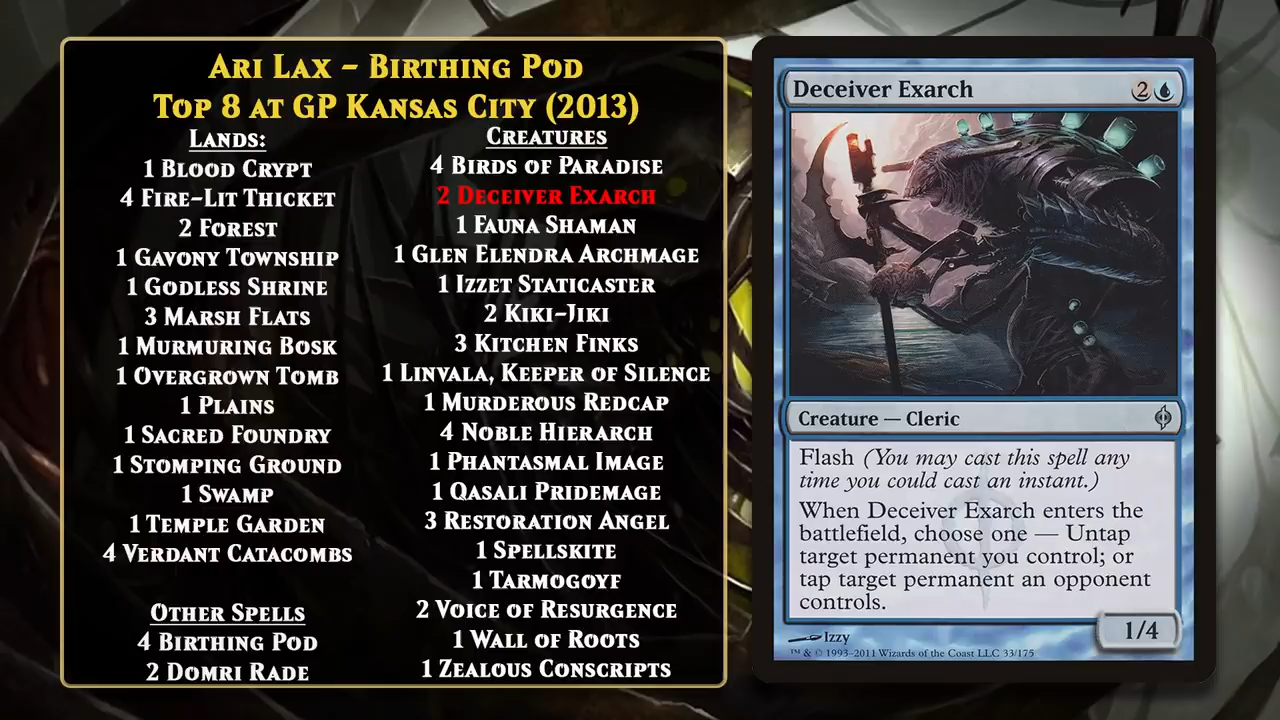 Ari Lax – Birthing Pod
Top 8 at GP Kansas City (2013)
Lands:
1 Blood Crypt
4 Fire-Lit Thicket
2 Forest
1 Gavony Township
1 Godless Shrine
3 Marsh Flats
1 Murmuring Bosk
1 Overgrown Tomb
1 Plains
1 Sacred Foundry
1 Stomping Ground
1 Swamp
1 Temple Garden
4 Verdant Catacombs
Other Spells
4 Birthing Pod
2 Domri Rade
Creatures
4 Birds of Paradise
2 Deceiver Exarch
1 Fauna Shaman
1 Glen Elendra Archmage
1 Izzet Staticaster
2 Kiki-Jiki
3 Kitchen Finks
1 Linvala, Keeper of Silence
1 Murderous Redcap
4 Noble Hierarch
1 Phantasmal Image
1 Qasali Pridemage
3 Restoration Angel
1 Spellskite
1 Tarmogoyf
2 Voice of Resurgence
1 Wall of Roots
1 Zealous Conscripts
Deceiver Exarch 2
Creature — Cleric
Flash (You may cast this spell any
time you could cast an instant.)
When Deceiver Exarch enters the
battlefield, choose one — Untap
target permanent you control; or
tap target permanent an opponent
controls.
1/4
Izzy
™ & © 1993–2011 Wizards of the Coast LLC 33/175